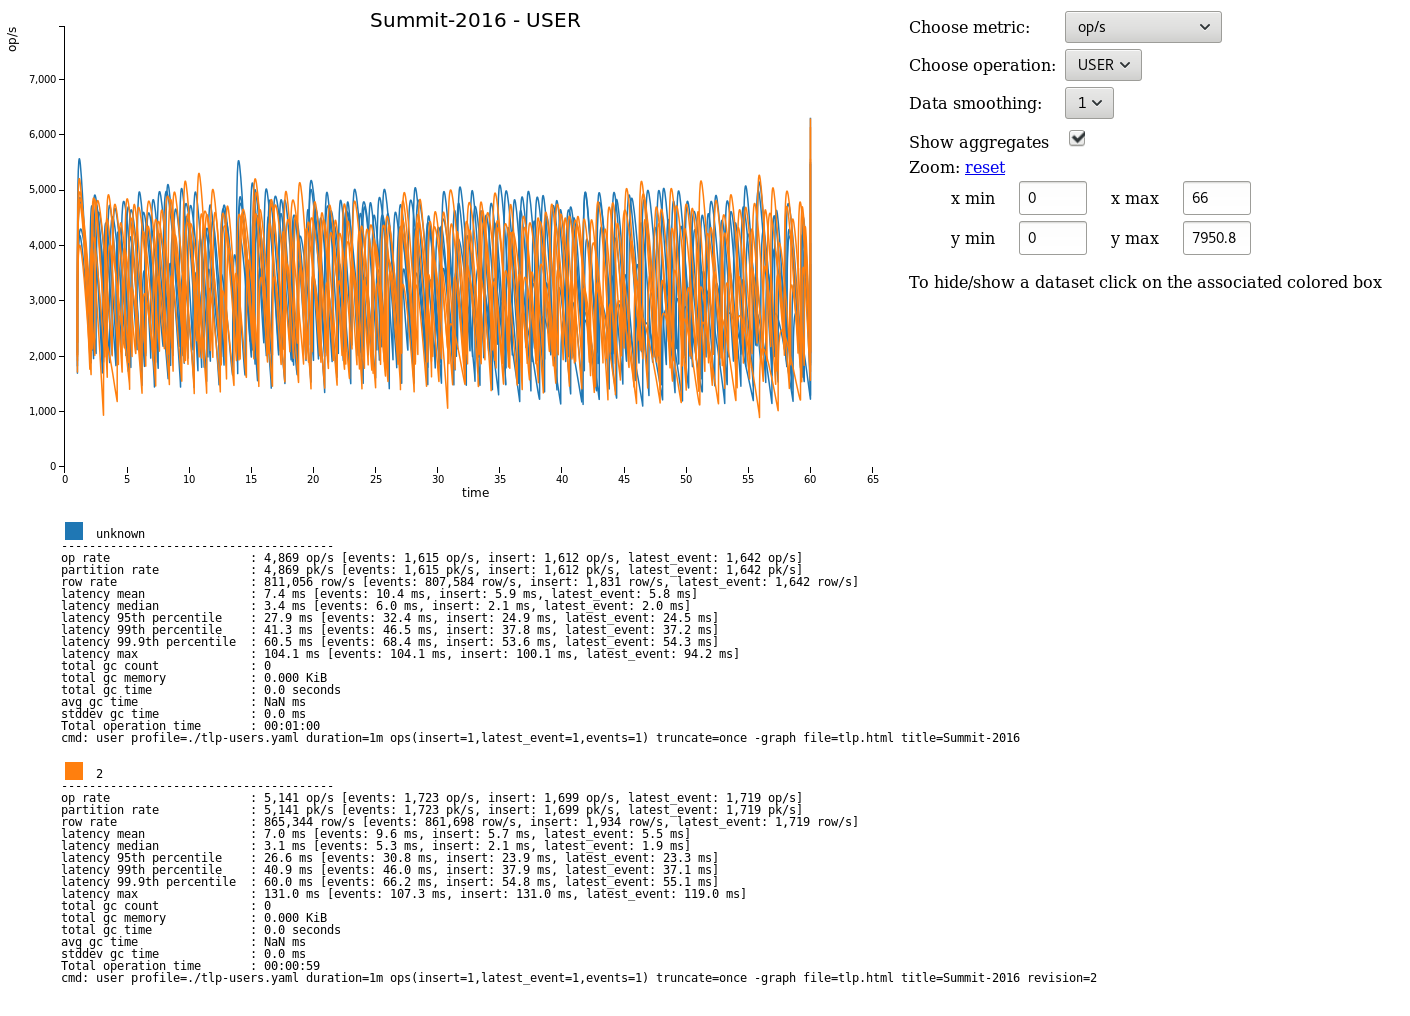 Summit-2016 - USER
op/s
7,000
6,000
5,000
4,000
3,000
2,000
1,000
0
0 5 10 15 20 25 30 35 40 45 50 55 60 65
time
Choose metric: op/s
Choose operation: USER
Data smoothing: 1
Show aggregates
Zoom: reset
x min 0 x max 66
y min 0 y max 7950.8
To hide/show a dataset click on the associated colored box
unknown
---------------------------------------
op rate : 4,869 op/s [events: 1,615 op/s, insert: 1,612 op/s, latest_event: 1,642 op/s]
partition rate : 4,869 pk/s [events: 1,615 pk/s, insert: 1,612 pk/s, latest_event: 1,642 pk/s]
row rate : 811,056 row/s [events: 807,584 row/s, insert: 1,831 row/s, latest_event: 1,642 row/s]
latency mean : 7.4 ms [events: 10.4 ms, insert: 5.9 ms, latest_event: 5.8 ms]
latency median : 3.4 ms [events: 6.0 ms, insert: 2.1 ms, latest_event: 2.0 ms]
latency 95th percentile : 27.9 ms [events: 32.4 ms, insert: 24.9 ms, latest_event: 24.5 ms]
latency 99th percentile : 41.3 ms [events: 46.5 ms, insert: 37.8 ms, latest_event: 37.2 ms]
latency 99.9th percentile : 60.5 ms [events: 68.4 ms, insert: 53.6 ms, latest_event: 54.3 ms]
latency max : 104.1 ms [events: 104.1 ms, insert: 100.1 ms, latest_event: 94.2 ms]
total gc count : 0
total gc memory : 0.000 KiB
total gc time : 0.0 seconds
avg gc time : NaN ms
stddev gc time : 0.0 ms
Total operation time : 00:01:00
cmd: user profile=./tlp-users.yaml duration=1m ops(insert=1,latest_event=1,events=1) truncate=once -graph file=tlp.html title=Summit-2016
2
---------------------------------------
op rate : 5,141 op/s [events: 1,723 op/s, insert: 1,699 op/s, latest_event: 1,719 op/s]
partition rate : 5,141 pk/s [events: 1,723 pk/s, insert: 1,699 pk/s, latest_event: 1,719 pk/s]
row rate : 865,344 row/s [events: 861,698 row/s, insert: 1,934 row/s, latest_event: 1,719 row/s]
latency mean : 7.0 ms [events: 9.6 ms, insert: 5.7 ms, latest_event: 5.5 ms]
latency median : 3.1 ms [events: 5.3 ms, insert: 2.1 ms, latest_event: 1.9 ms]
latency 95th percentile : 26.6 ms [events: 30.8 ms, insert: 23.9 ms, latest_event: 23.3 ms]
latency 99th percentile : 40.9 ms [events: 46.0 ms, insert: 37.9 ms, latest_event: 37.1 ms]
latency 99.9th percentile : 60.0 ms [events: 66.2 ms, insert: 54.8 ms, latest_event: 55.1 ms]
latency max : 131.0 ms [events: 107.3 ms, insert: 131.0 ms, latest_event: 119.0 ms]
total gc count : 0
total gc memory : 0.000 KiB
total gc time : 0.0 seconds
avg gc time : NaN ms
stddev gc time : 0.0 ms
Total operation time : 00:00:59
cmd: user profile=./tlp-users.yaml duration=1m ops(insert=1,latest_event=1,events=1) truncate=once -graph file=tlp.html title=Summit-2016 revision=2